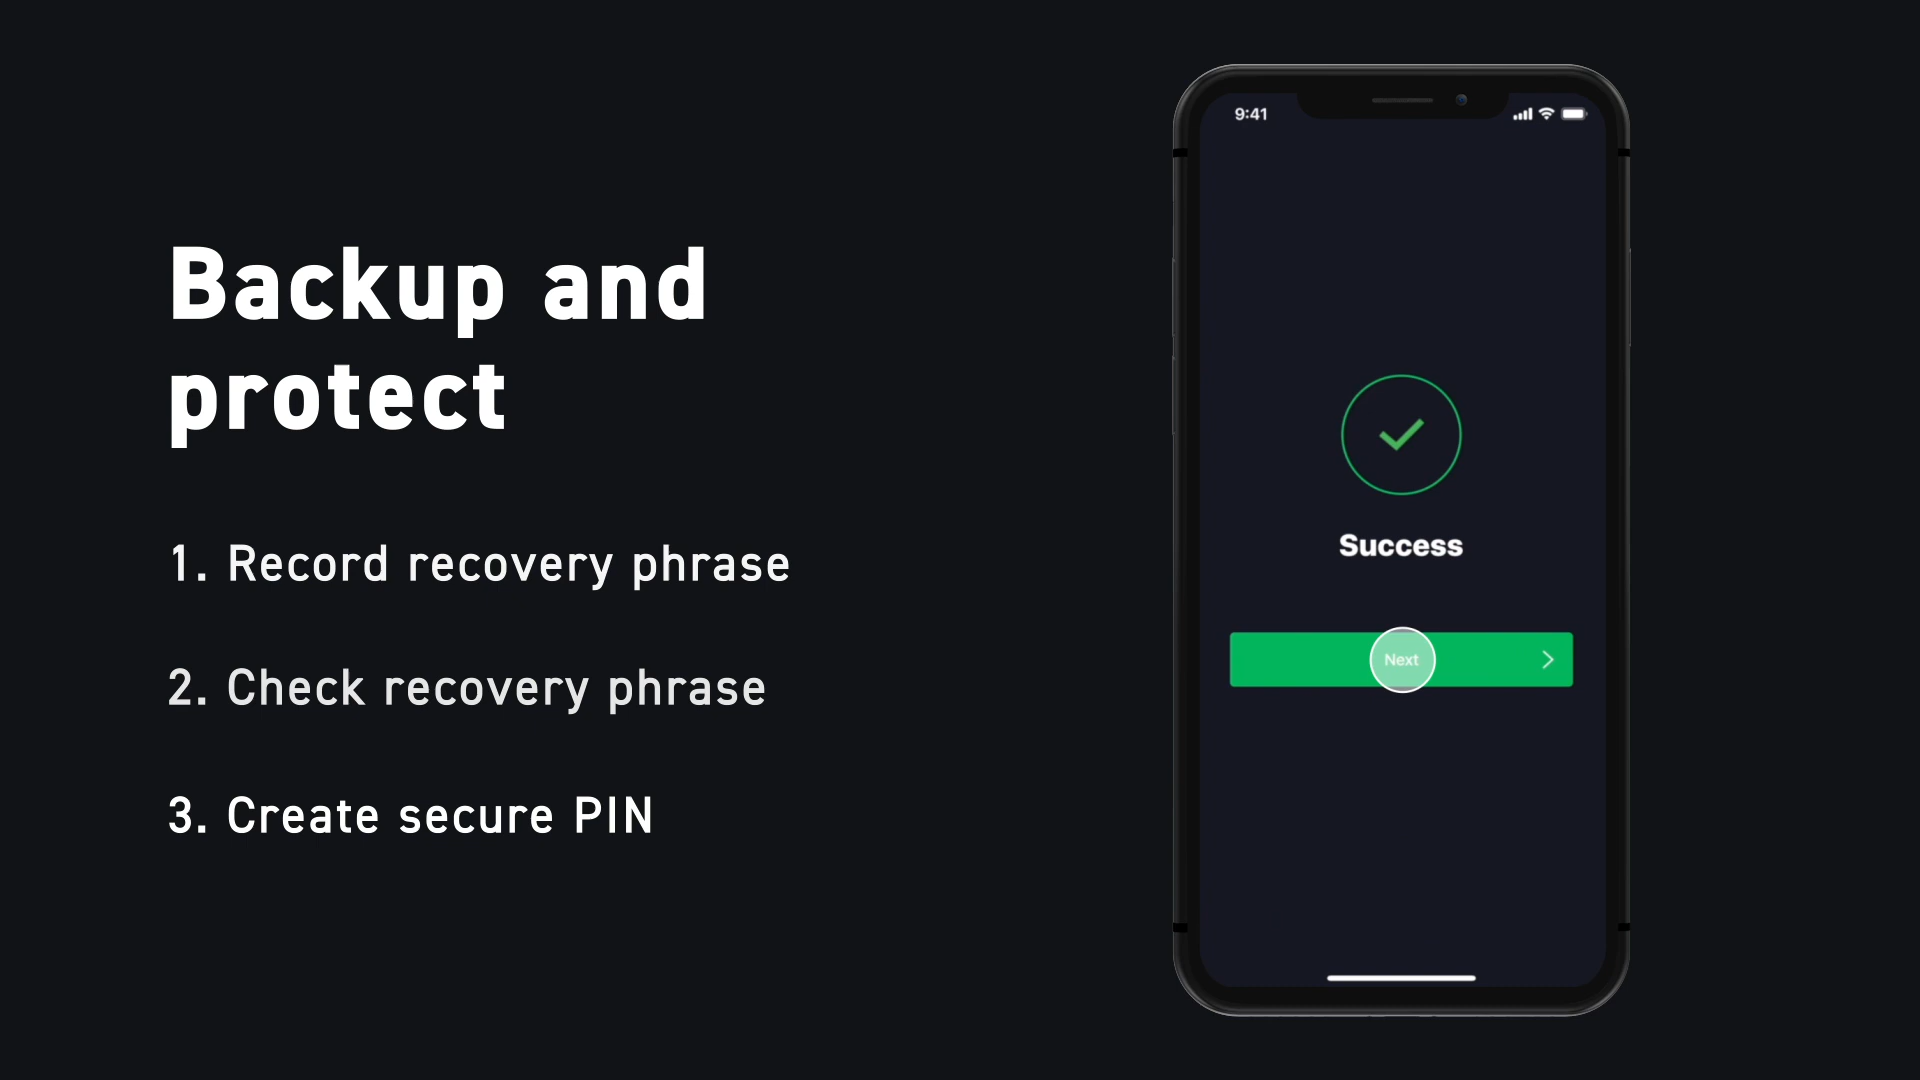 Backup and
protect
1. Record recovery phrase
2. Check recovery phrase
3. Create secure PIN
9:41
Success
Next